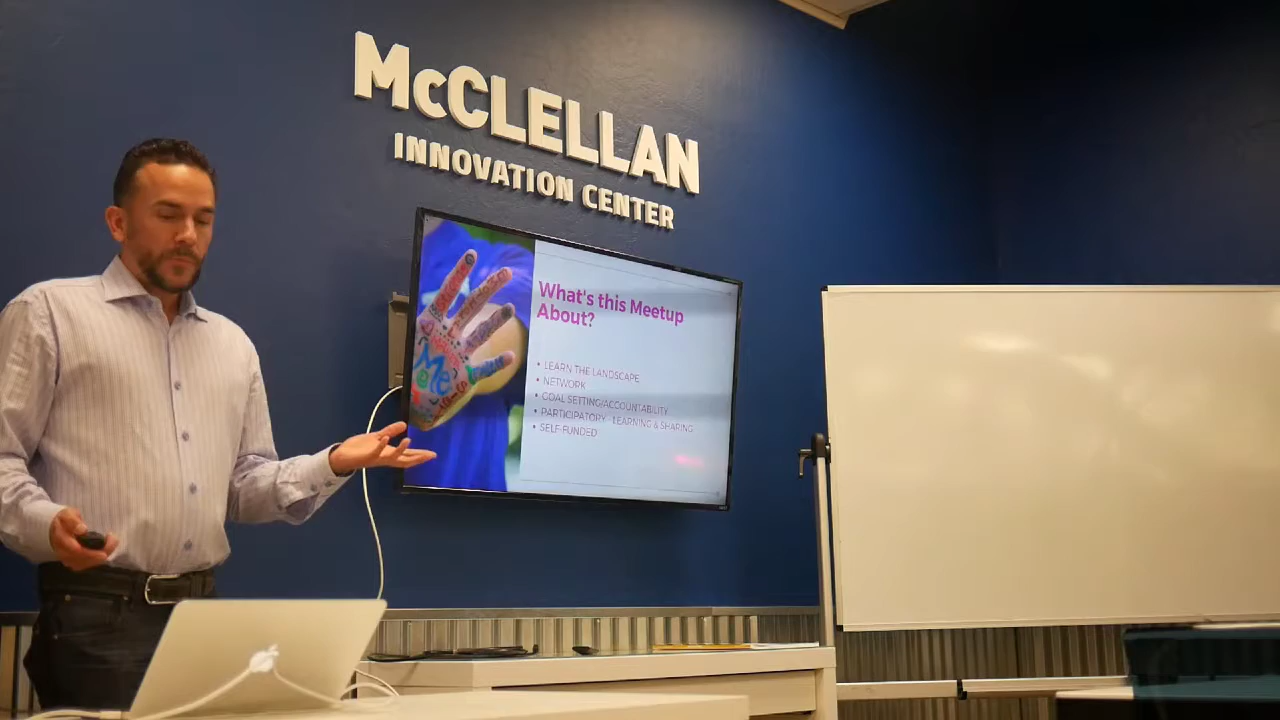 McCLELLAN
INNOVATION CENTER
What's this Meetup
About?
• LEARN THE LANDSCAPE
• NETWORK
• GOAL SETTING/ACCOUNTABILITY
• PARTICIPATORY - LEARNING & SHARING
• SELF-FUNDED
Me